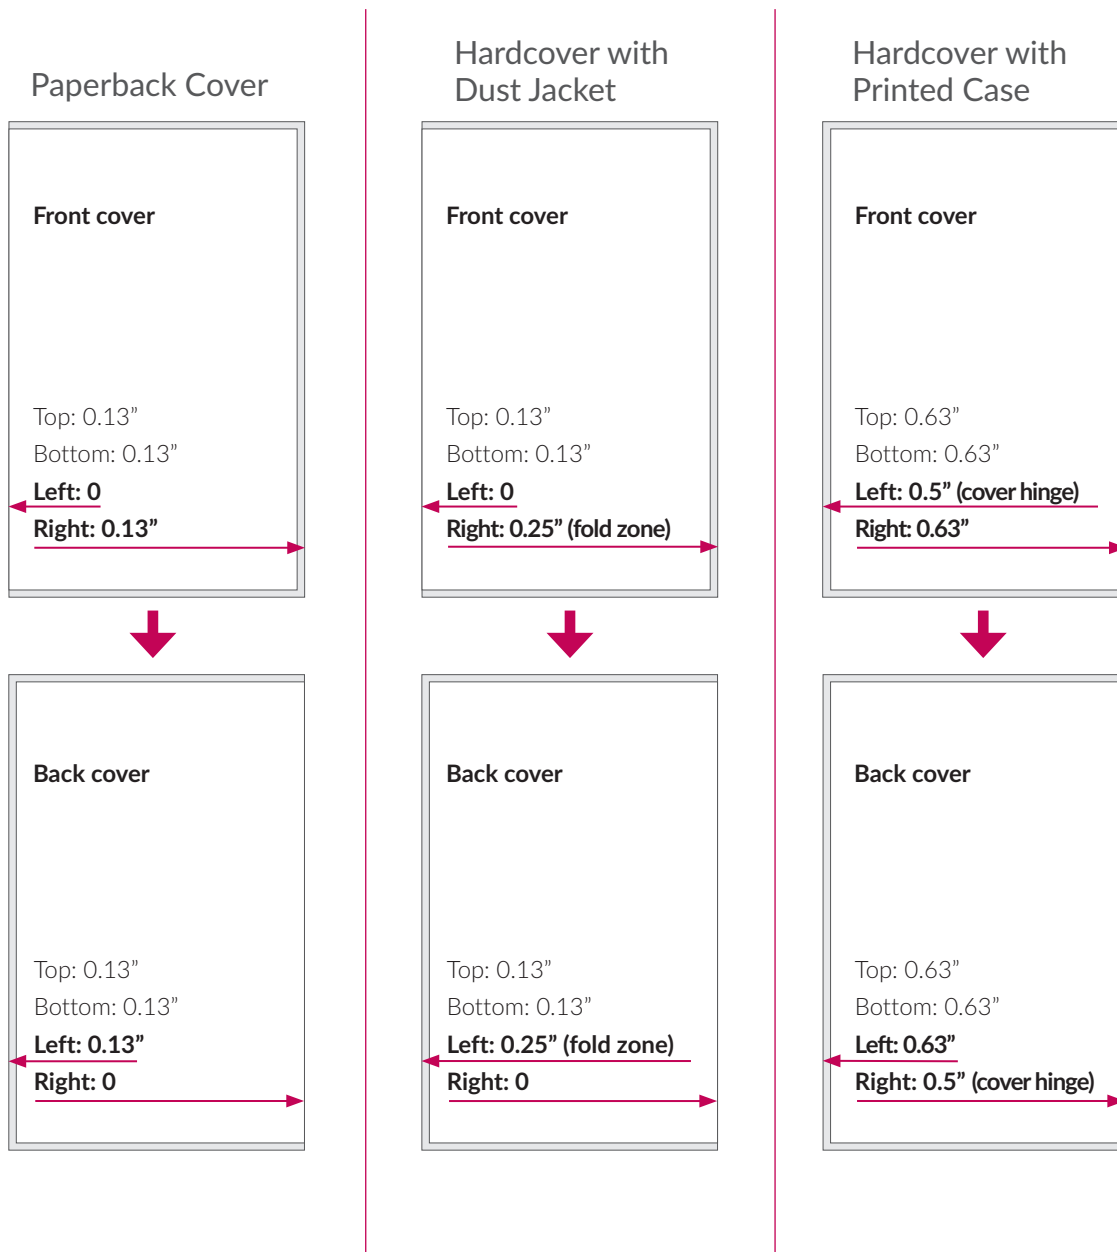 Paperback Cover
Front cover
Top: 0.13”
Bottom: 0.13”
Left: 0
Right: 0.13”
Back cover
Top: 0.13”
Bottom: 0.13”
Left: 0.13”
Right: 0
Hardcover with
Dust Jacket
Front cover
Top: 0.13”
Bottom: 0.13”
Left: 0
Right: 0.25” (fold zone)
Back cover
Top: 0.13”
Bottom: 0.13”
Left: 0.25” (fold zone)
Right: 0
Hardcover with
Printed Case
Front cover
Top: 0.63”
Bottom: 0.63”
Left: 0.5” (cover hinge)
Right: 0.63”
Back cover
Top: 0.63”
Bottom: 0.63”
Left: 0.63”
Right: 0.5” (cover hinge)